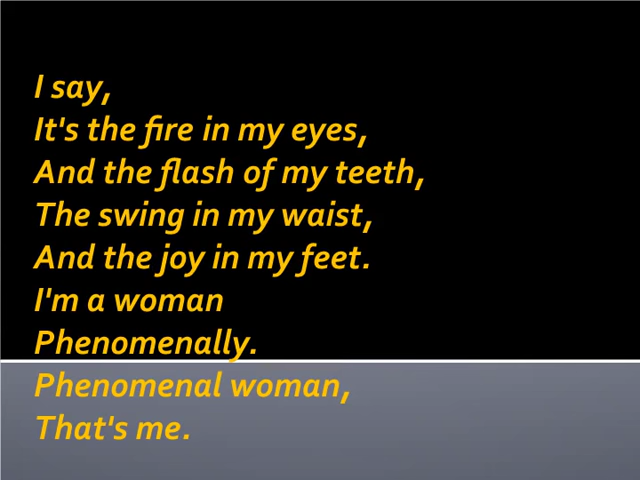 I say,
It's the fire in my eyes,
And the flash of my teeth,
The swing in my waist,
And the joy in my feet.
I'm a woman
Phenomenally.
Phenomenal woman,
That's me.